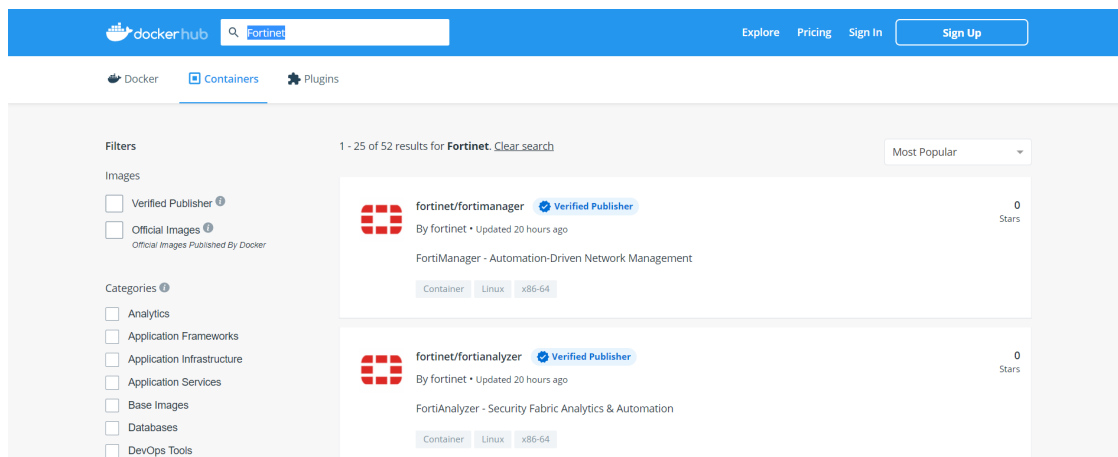 dockerhub
Fortinet
Explore Pricing Sign In Sign Up
Docker Containers Plugins
Filters
Images
Verified Publisher
Official Images
Official Images Published By Docker
Categories
Analytics
Application Frameworks
Application Infrastructure
Application Services
Base Images
Databases
DevOps Tools
1 - 25 of 52 results for Fortinet. Clear search
Most Popular
fortinet/fortimanager Verified Publisher
0
Stars
By fortinet • Updated 20 hours ago
FortiManager - Automation-Driven Network Management
Container Linux x86-64
fortinet/fortianalyzer Verified Publisher
0
Stars
By fortinet • Updated 20 hours ago
FortiAnalyzer - Security Fabric Analytics & Automation
Container Linux x86-64